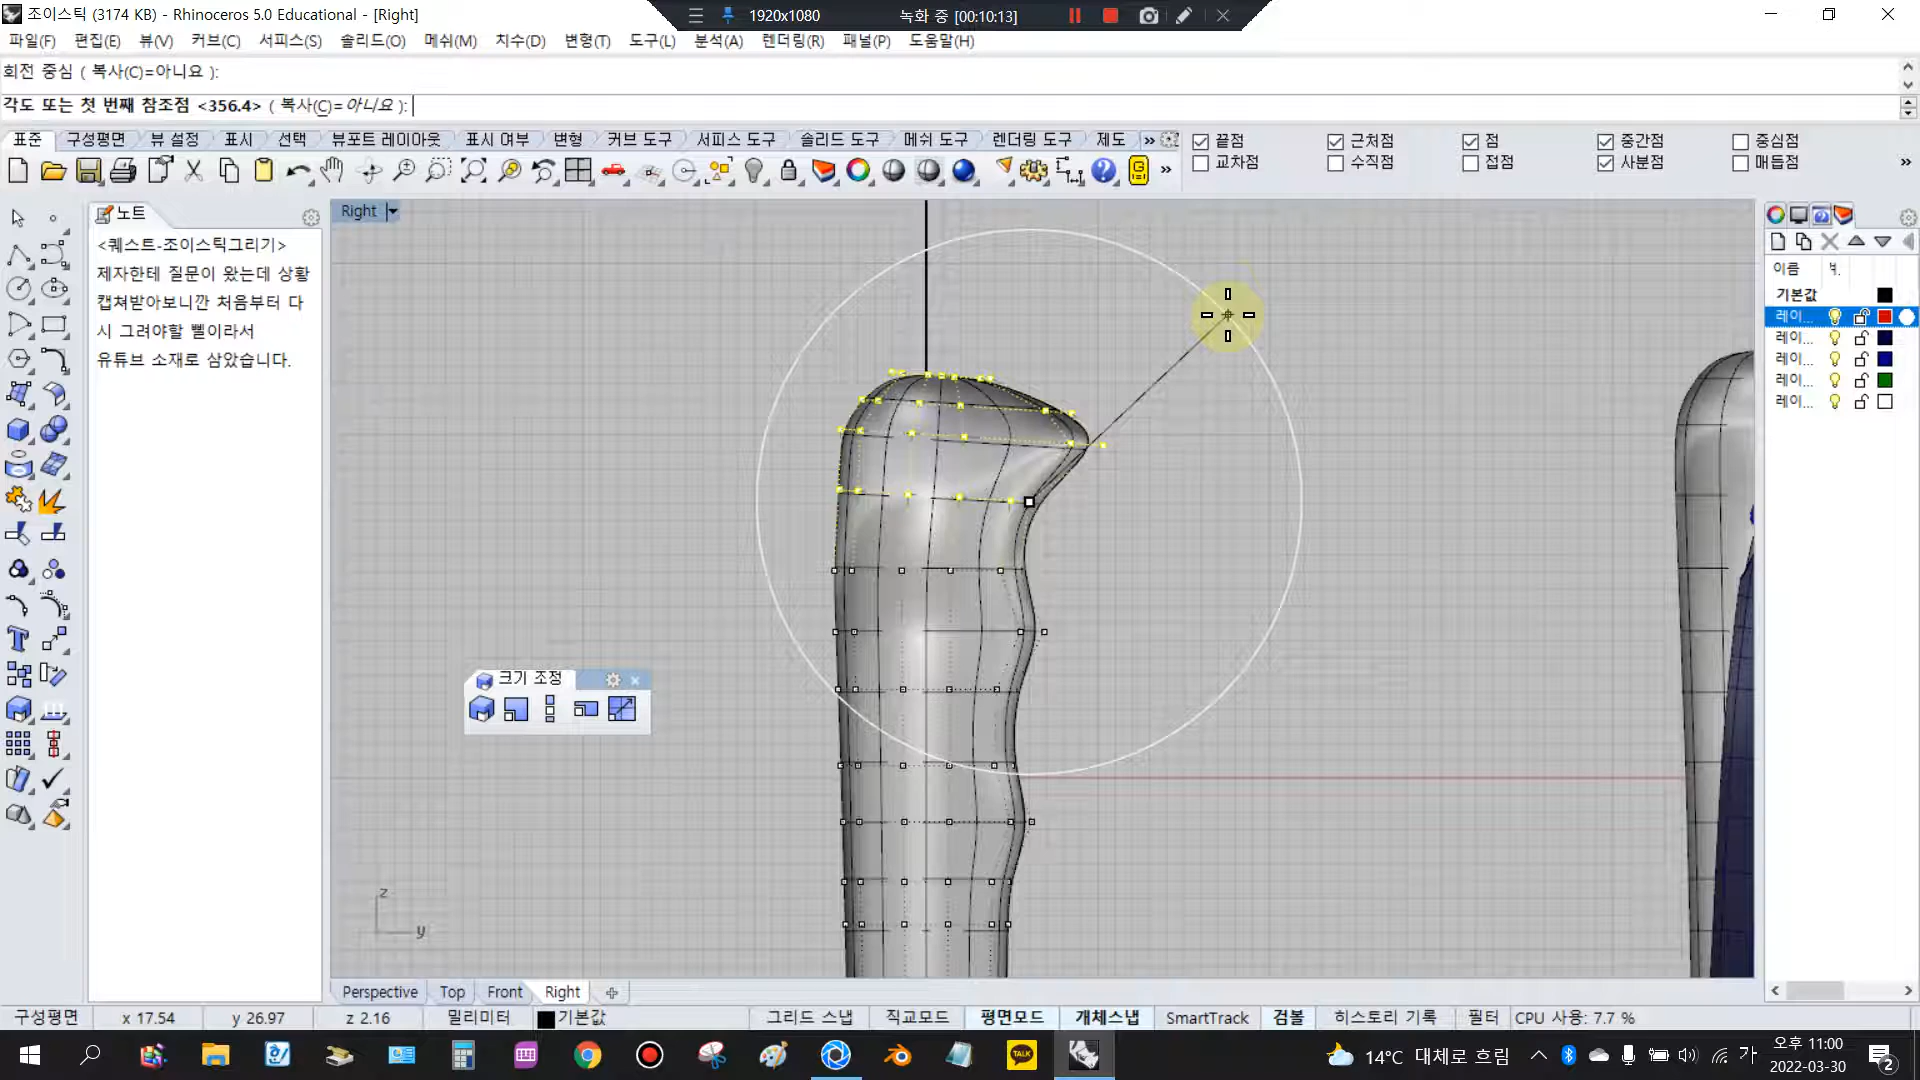 조이스틱 (3174 KB) - Rhinoceros 5.0 Educational - [Right]
1920x1080
녹화 중 [00:10:13]
파일(F) 편집(E) 뷰(V) 커브(C) 서피스(S) 솔리드(O) 메쉬(M) 치수(D) 변형(T) 도구(L) 분석(A) 렌더링(R) 패널(P) 도움말(H)
회전 중심 ( 복사(C)=아니요 ):
각도 또는 첫 번째 참조점 <356.4> ( 복사(C)=아니요 ):
표준 구성평면 뷰 설정 표시 선택 뷰포트 레이아웃 표시 여부 변형 커브 도구 서피스 도구 솔리드 도구 메쉬 도구 렌더링 도구 제도 »
끝점 근처점 점 중간점 중심점
교차점 수직점 접점 사분점 매듭점
노트
<퀘스트-조이스틱그리기>
제자한테 질문이 왔는데 상황
캡쳐받아보니깐 처음부터 다
시 그려야할 삘이라서
유튜브 소재로 삼았습니다.
Right
크기 조정
z
y
이름
기본값
레이...
레이...
레이...
레이...
레이...
Perspective Top Front Right
구성평면 x 17.54 y 26.97 z 2.16 밀리미터 기본값 그리드 스냅 직교모드 평면모드 개체스냅 SmartTrack 검볼 히스토리 기록 필터 CPU 사용: 7.7 %
TALK
14°C 대체로 흐림
가
오후 11:00
2022-03-30
2